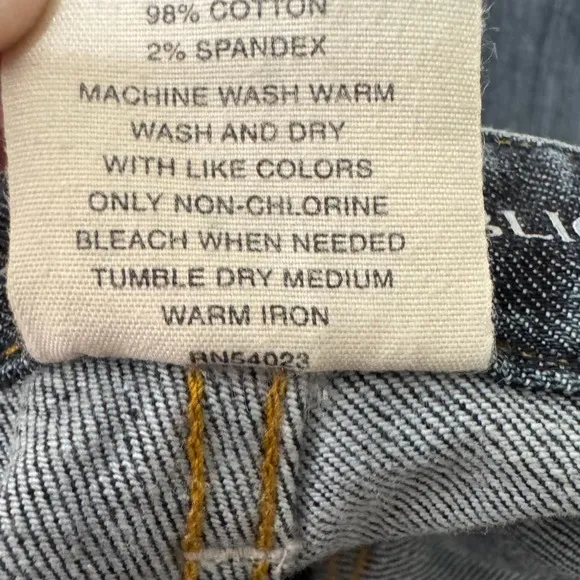 98% COTTON
2% SPANDEX
MACHINE WASH WARM
WASH AND DRY
WITH LIKE COLORS
ONLY NON-CHLORINE
BLEACH WHEN NEEDED
TUMBLE DRY MEDIUM
WARM IRON
RN54023